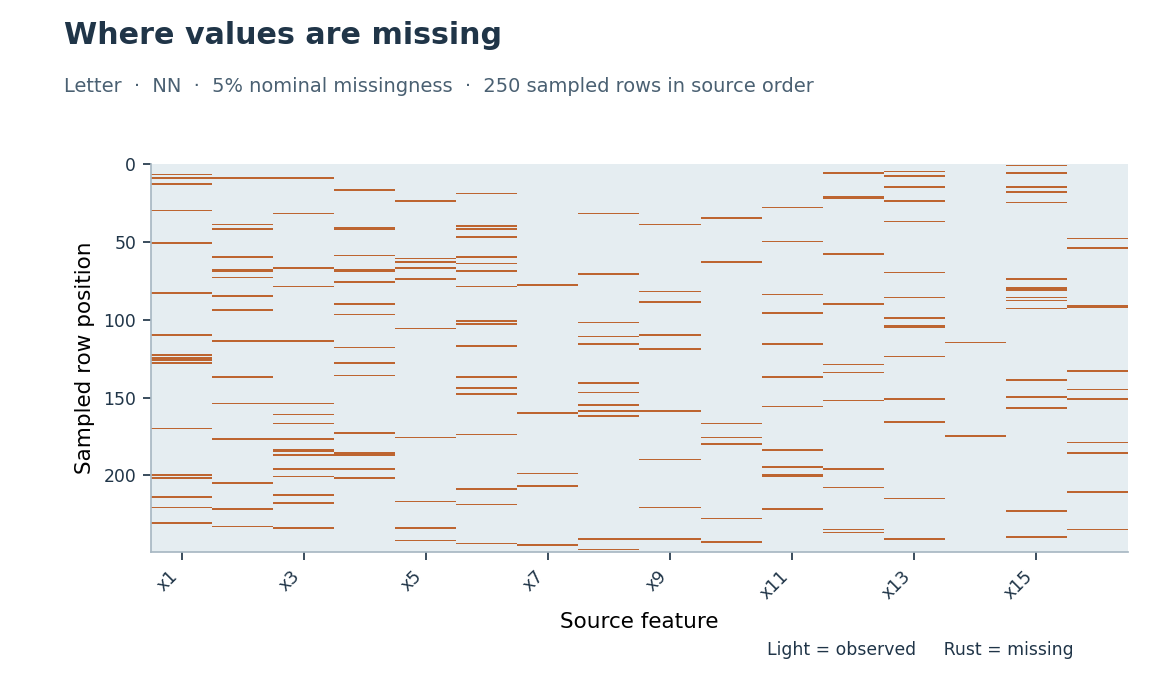 Where values are missing
Letter · NN · 5% nominal missingness · 250 sampled rows in source order
0
50
100
150
200
Sampled row position
x1
x3
x5
x7
x9
x11
x13
x15
Source feature
Light = observed Rust = missing